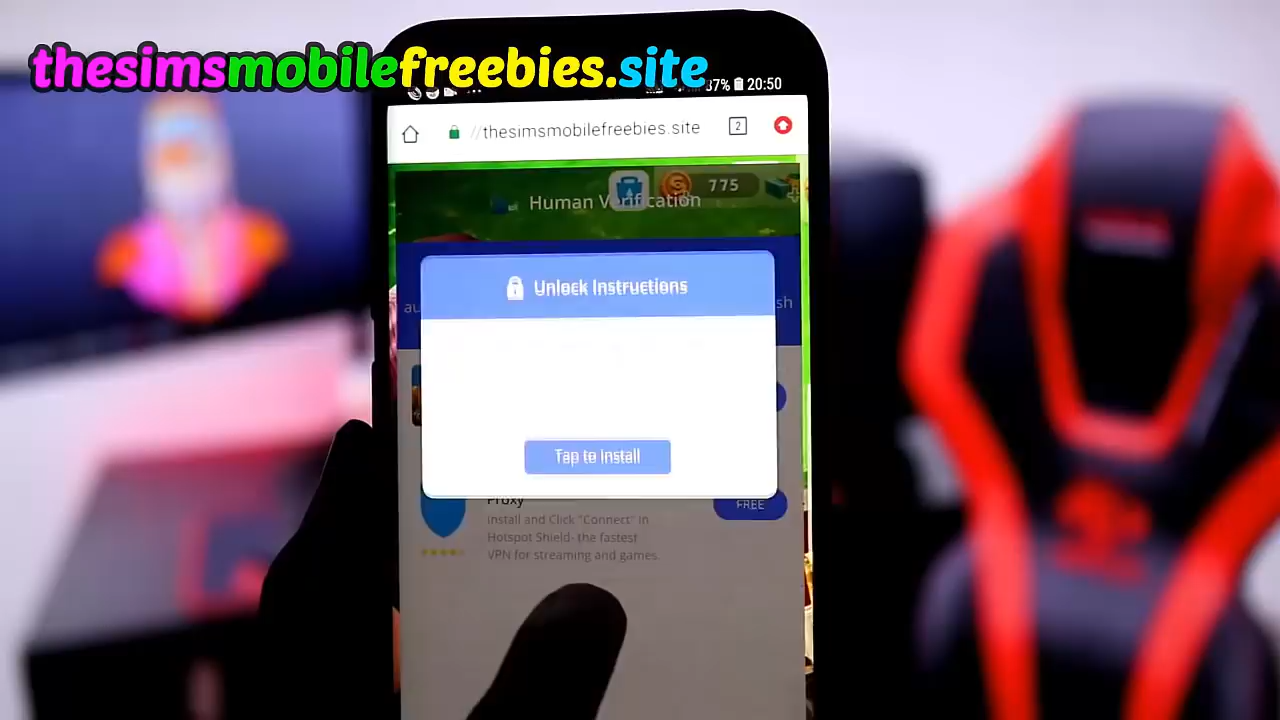 thesimsmobilefreebies.site
37% 20:50
//thesimsmobilefreebies.site 2
775
Human Verification
Unlock Instructions
Tap to Install
Proxy
FREE
Install and Click "Connect" in
Hotspot Shield- the fastest
VPN for streaming and games.